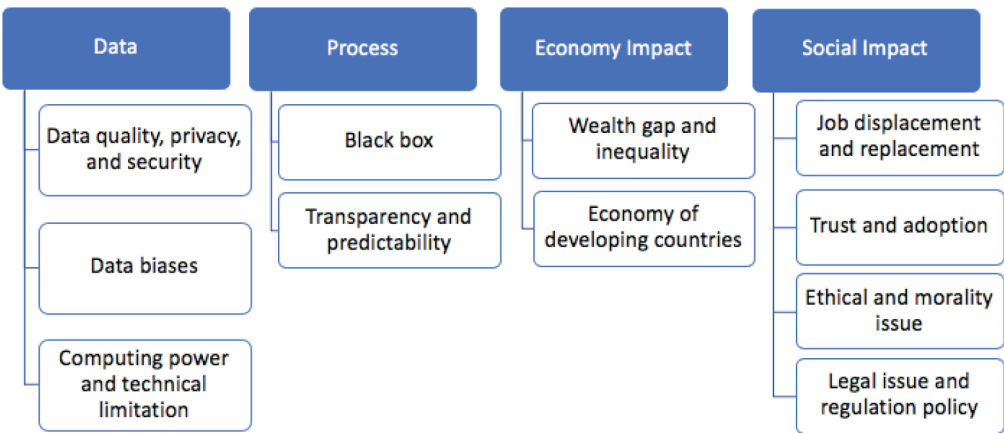 Data
Data quality, privacy,
and security
Data biases
Computing power
and technical
limitation
Process
Black box
Transparency and
predictability
Economy Impact
Wealth gap and
inequality
Economy of
developing countries
Social Impact
Job displacement
and replacement
Trust and adoption
Ethical and morality
issue
Legal issue and
regulation policy